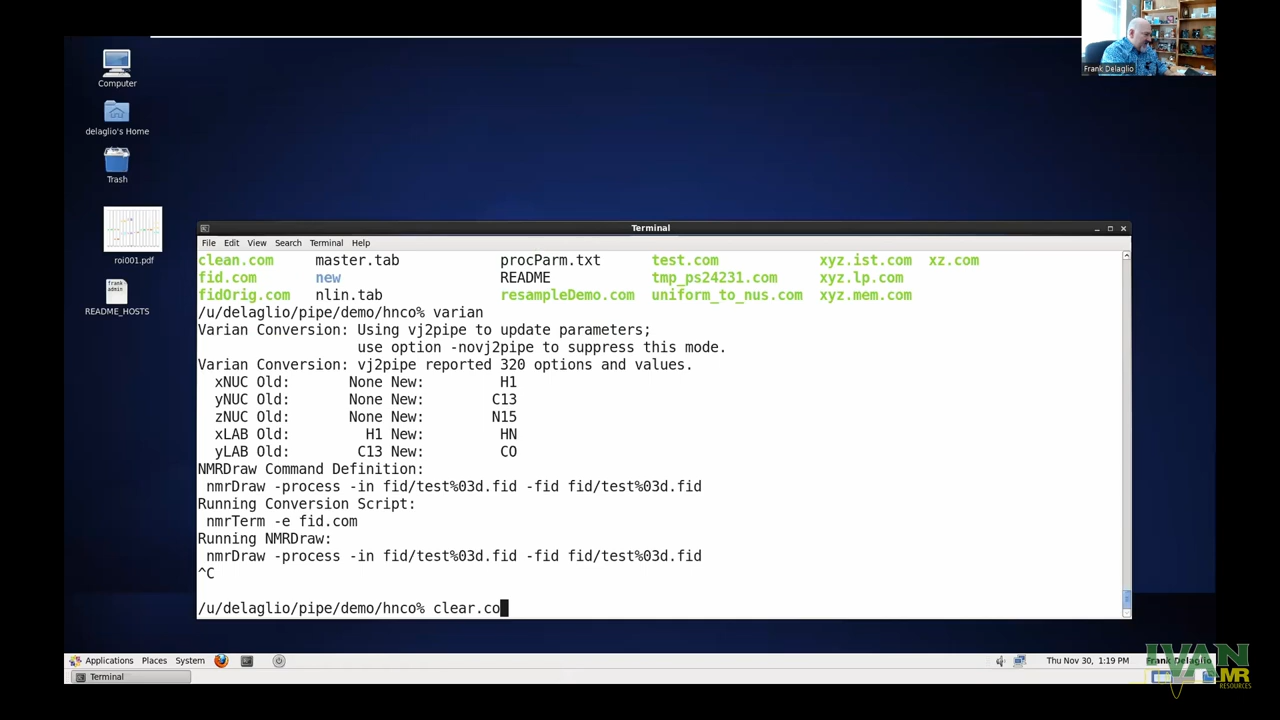 Computer
delaglio's Home
Trash
roi001.pdf
frank
admin
README_HOSTS
Frank Delaglio
Terminal
File Edit View Search Terminal Help
clean.com master.tab procParm.txt test.com xyz.ist.com xz.com
fid.com new README tmp_ps24231.com xyz.lp.com
fidOrig.com nlin.tab resampleDemo.com uniform_to_nus.com xyz.mem.com
/u/delaglio/pipe/demo/hnco% varian
Varian Conversion: Using vj2pipe to update parameters;
use option -novj2pipe to suppress this mode.
Varian Conversion: vj2pipe reported 320 options and values.
xNUC Old: None New: H1
yNUC Old: None New: C13
zNUC Old: None New: N15
xLAB Old: H1 New: HN
yLAB Old: C13 New: CO
NMRDraw Command Definition:
nmrDraw -process -in fid/test%03d.fid -fid fid/test%03d.fid
Running Conversion Script:
nmrTerm -e fid.com
Running NMRDraw:
nmrDraw -process -in fid/test%03d.fid -fid fid/test%03d.fid
^C
/u/delaglio/pipe/demo/hnco% clear.co
Applications Places System
Thu Nov 30, 1:19 PM
Frank Delaglio
Terminal
IVAN
MR
RESOURCES